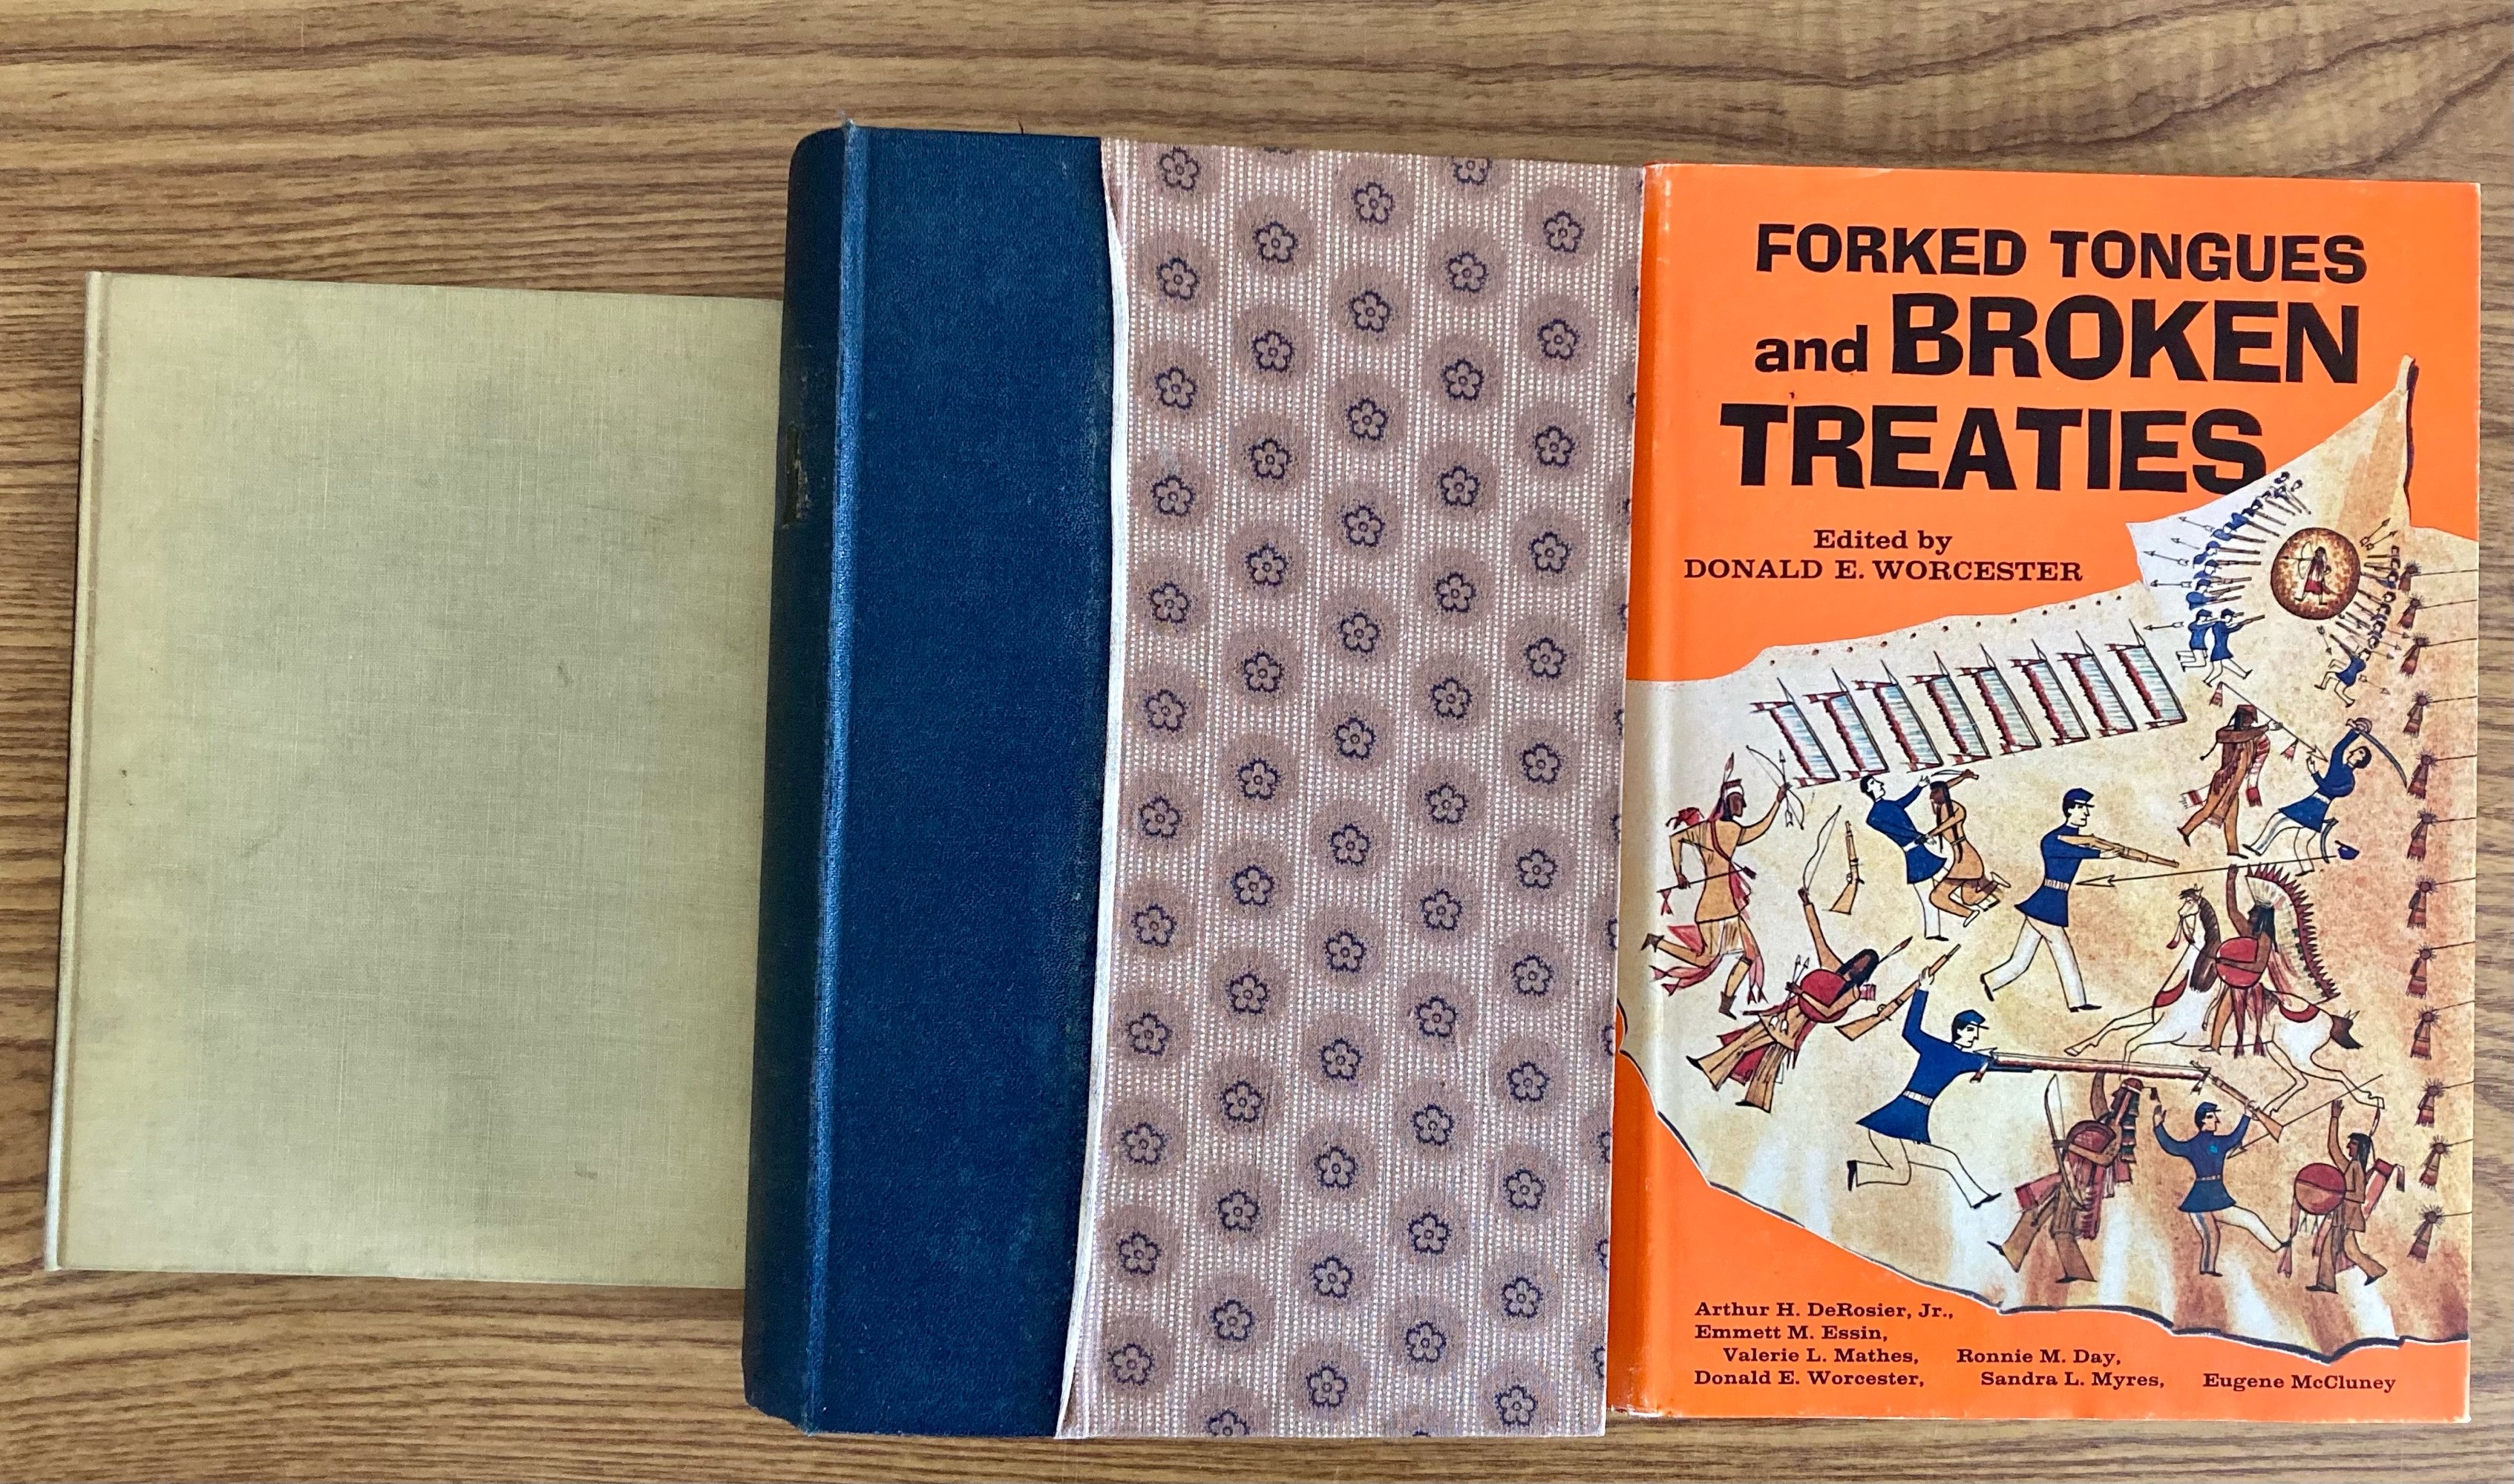 FORKED TONGUES
and BROKEN
TREATIES
Edited by
DONALD E. WORCESTER
Arthur H. DeRosier, Jr.,
Emmett M. Essin,
Valerie L. Mathes, Ronnie M. Day,
Donald E. Worcester, Sandra L. Myres, Eugene McCluney